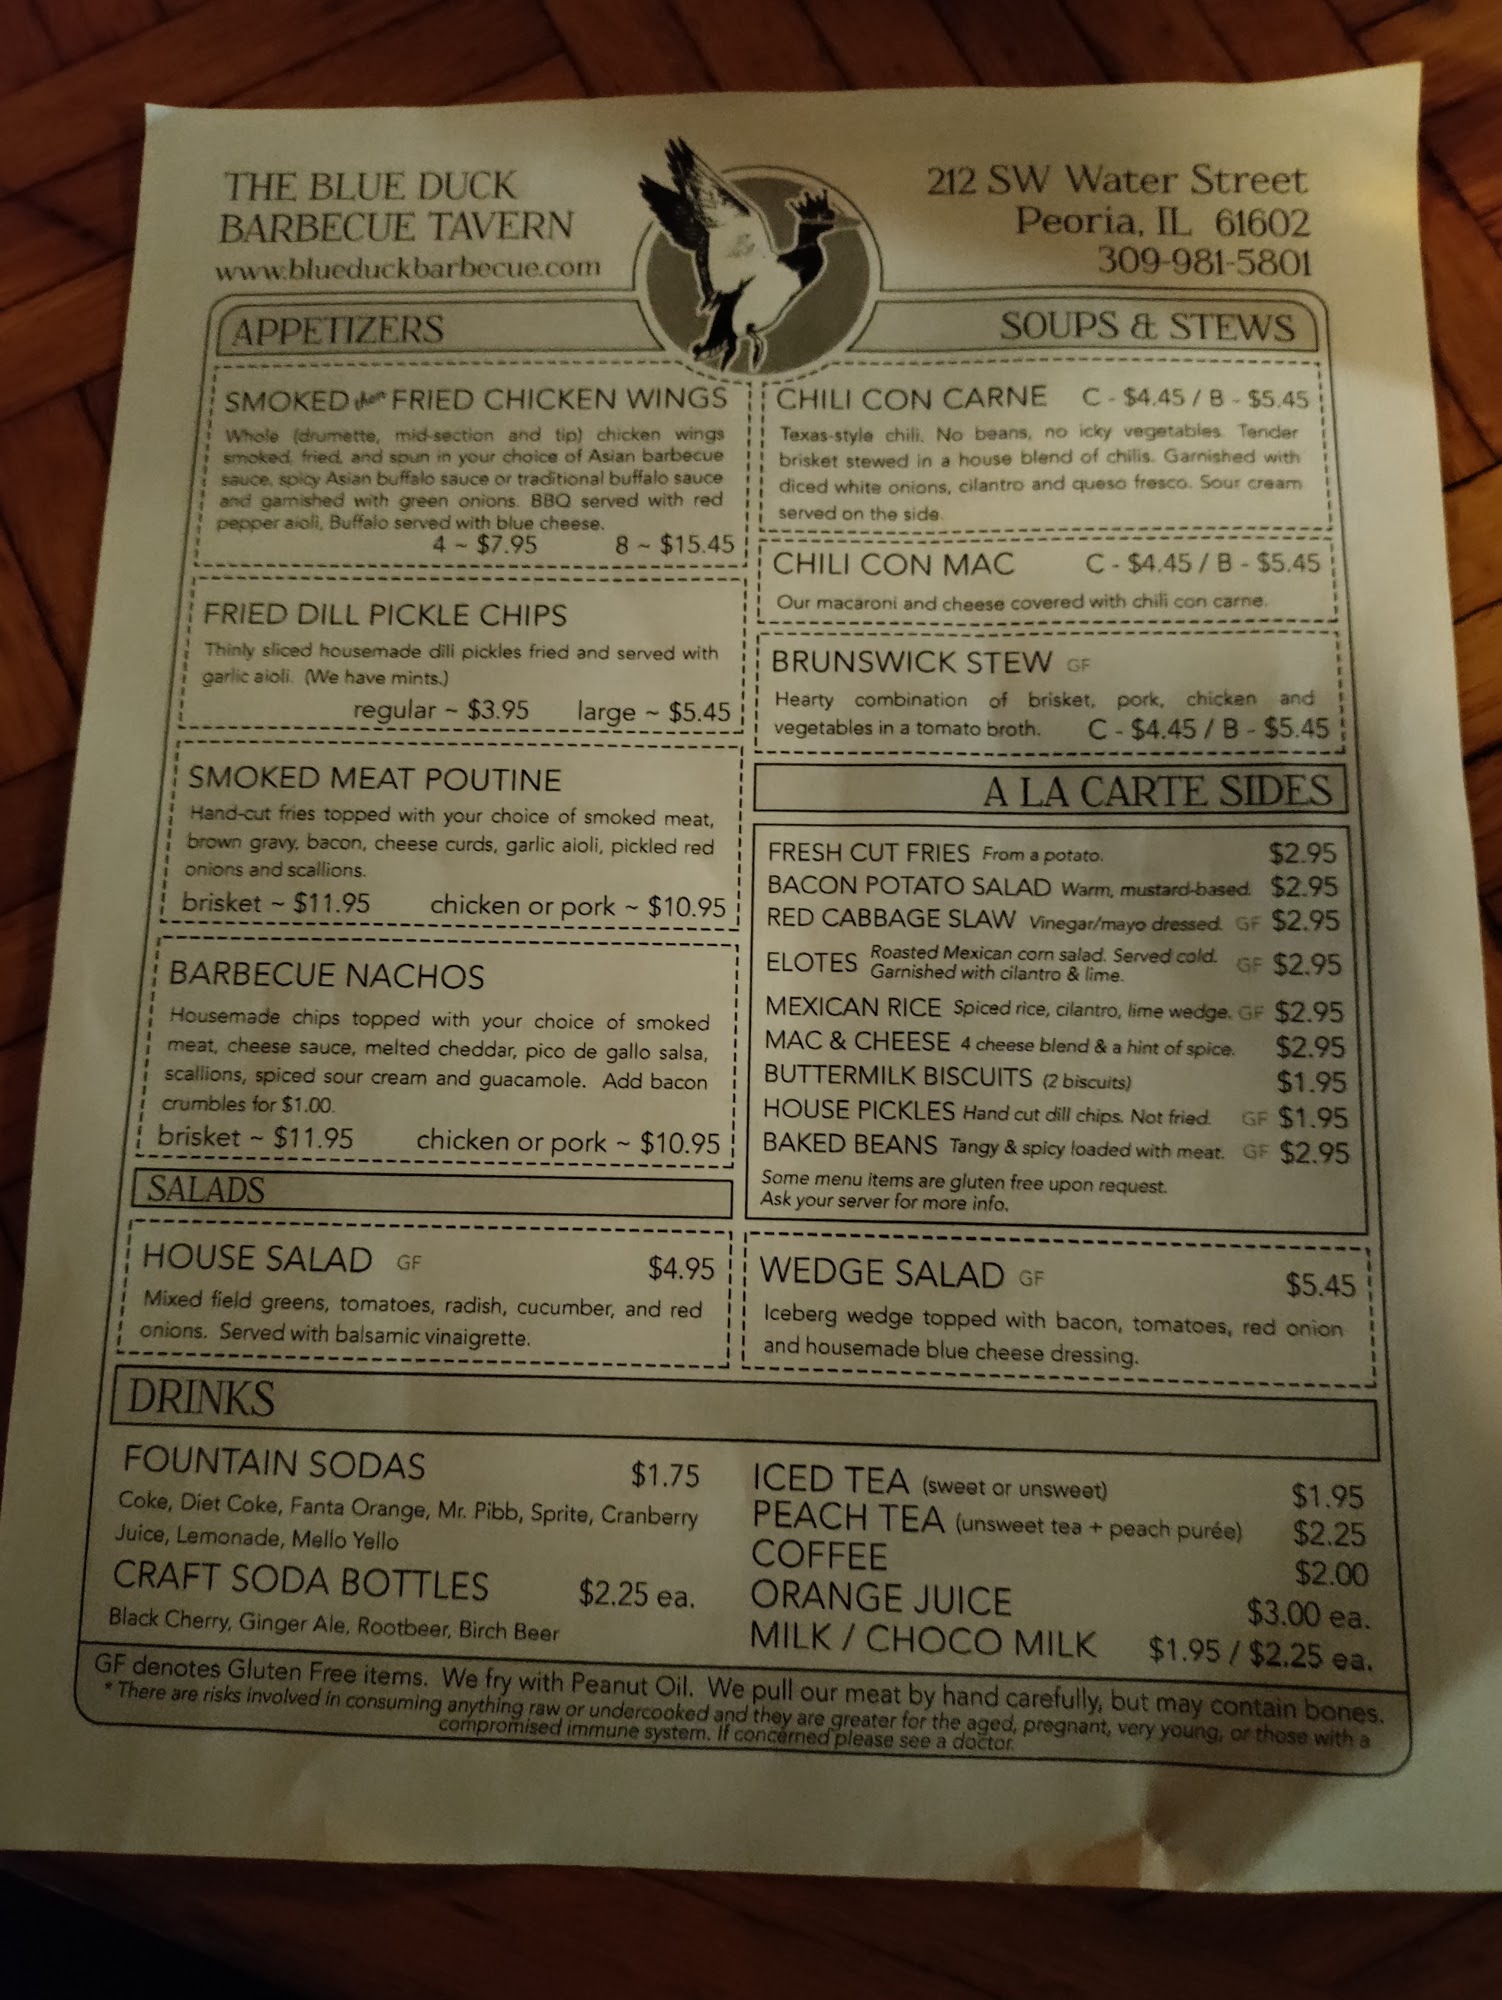 THE BLUE DUCK
BARBECUE TAVERN
www.blueduckbarbecue.com
212 SW Water Street
Peoria, IL 61602
309-981-5801
APPETIZERS
SMOKED then FRIED CHICKEN WINGS
Whole (drumette, mid-section and tip) chicken wings
smoked, fried, and spun in your choice of Asian barbecue
sauce, spicy Asian buffalo sauce or traditional buffalo sauce
and garnished with green onions. BBQ served with red
pepper aioli, Buffalo served with blue cheese.
4 ~ $7.95 8 ~ $15.45
FRIED DILL PICKLE CHIPS
Thinly sliced housemade dill pickles fried and served with
garlic aioli. (We have mints.)
regular ~ $3.95 large ~ $5.45
SMOKED MEAT POUTINE
Hand-cut fries topped with your choice of smoked meat,
brown gravy, bacon, cheese curds, garlic aioli, pickled red
onions and scallions.
brisket ~ $11.95 chicken or pork ~ $10.95
BARBECUE NACHOS
Housemade chips topped with your choice of smoked
meat, cheese sauce, melted cheddar, pico de gallo salsa,
scallions, spiced sour cream and guacamole. Add bacon
crumbles for $1.00.
brisket ~ $11.95 chicken or pork ~ $10.95
SOUPS & STEWS
CHILI CON CARNE C - $4.45 / B - $5.45
Texas-style chili. No beans, no icky vegetables. Tender
brisket stewed in a house blend of chilis. Garnished with
diced white onions, cilantro and queso fresco. Sour cream
served on the side.
CHILI CON MAC C - $4.45 / B - $5.45
Our macaroni and cheese covered with chili con carne.
BRUNSWICK STEW GF
Hearty combination of brisket, pork, chicken and
vegetables in a tomato broth. C - $4.45 / B - $5.45
A LA CARTE SIDES
FRESH CUT FRIES From a potato. $2.95
BACON POTATO SALAD Warm, mustard-based. $2.95
RED CABBAGE SLAW Vinegar/mayo dressed. GF $2.95
ELOTES Roasted Mexican corn salad. Served cold.
Garnished with cilantro & lime. GF $2.95
MEXICAN RICE Spiced rice, cilantro, lime wedge. GF $2.95
MAC & CHEESE 4 cheese blend & a hint of spice. $2.95
BUTTERMILK BISCUITS (2 biscuits) $1.95
HOUSE PICKLES Hand cut dill chips. Not fried. GF $1.95
BAKED BEANS Tangy & spicy loaded with meat. GF $2.95
Some menu items are gluten free upon request.
Ask your server for more info.
SALADS
HOUSE SALAD GF $4.95
Mixed field greens, tomatoes, radish, cucumber, and red
onions. Served with balsamic vinaigrette.
WEDGE SALAD GF $5.45
Iceberg wedge topped with bacon, tomatoes, red onion
and housemade blue cheese dressing.
DRINKS
FOUNTAIN SODAS $1.75
Coke, Diet Coke, Fanta Orange, Mr. Pibb, Sprite, Cranberry
Juice, Lemonade, Mello Yello
CRAFT SODA BOTTLES $2.25 ea.
Black Cherry, Ginger Ale, Rootbeer, Birch Beer
ICED TEA (sweet or unsweet) $1.95
PEACH TEA (unsweet tea + peach purée) $2.25
COFFEE $2.00
ORANGE JUICE $3.00 ea.
MILK / CHOCO MILK $1.95 / $2.25 ea.
GF denotes Gluten Free items. We fry with Peanut Oil. We pull our meat by hand carefully, but may contain bones.
* There are risks involved in consuming anything raw or undercooked and they are greater for the aged, pregnant, very young, or those with a
compromised immune system. If concerned please see a doctor.